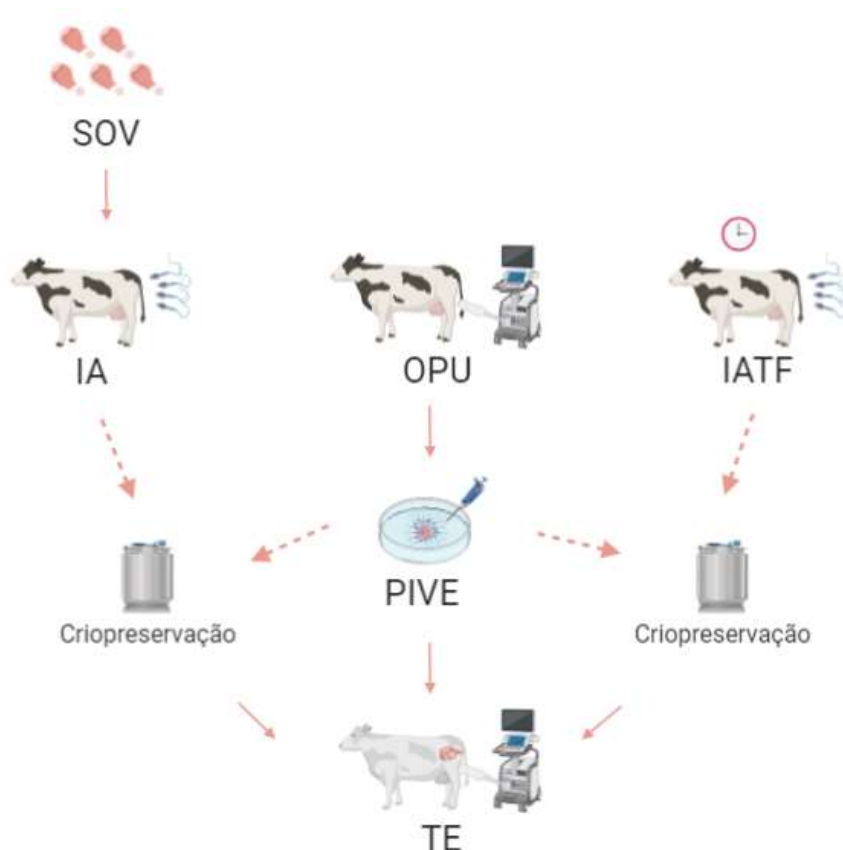 SOV
IA
OPU
IATF
PIVE
Criopreservação
Criopreservação
TE